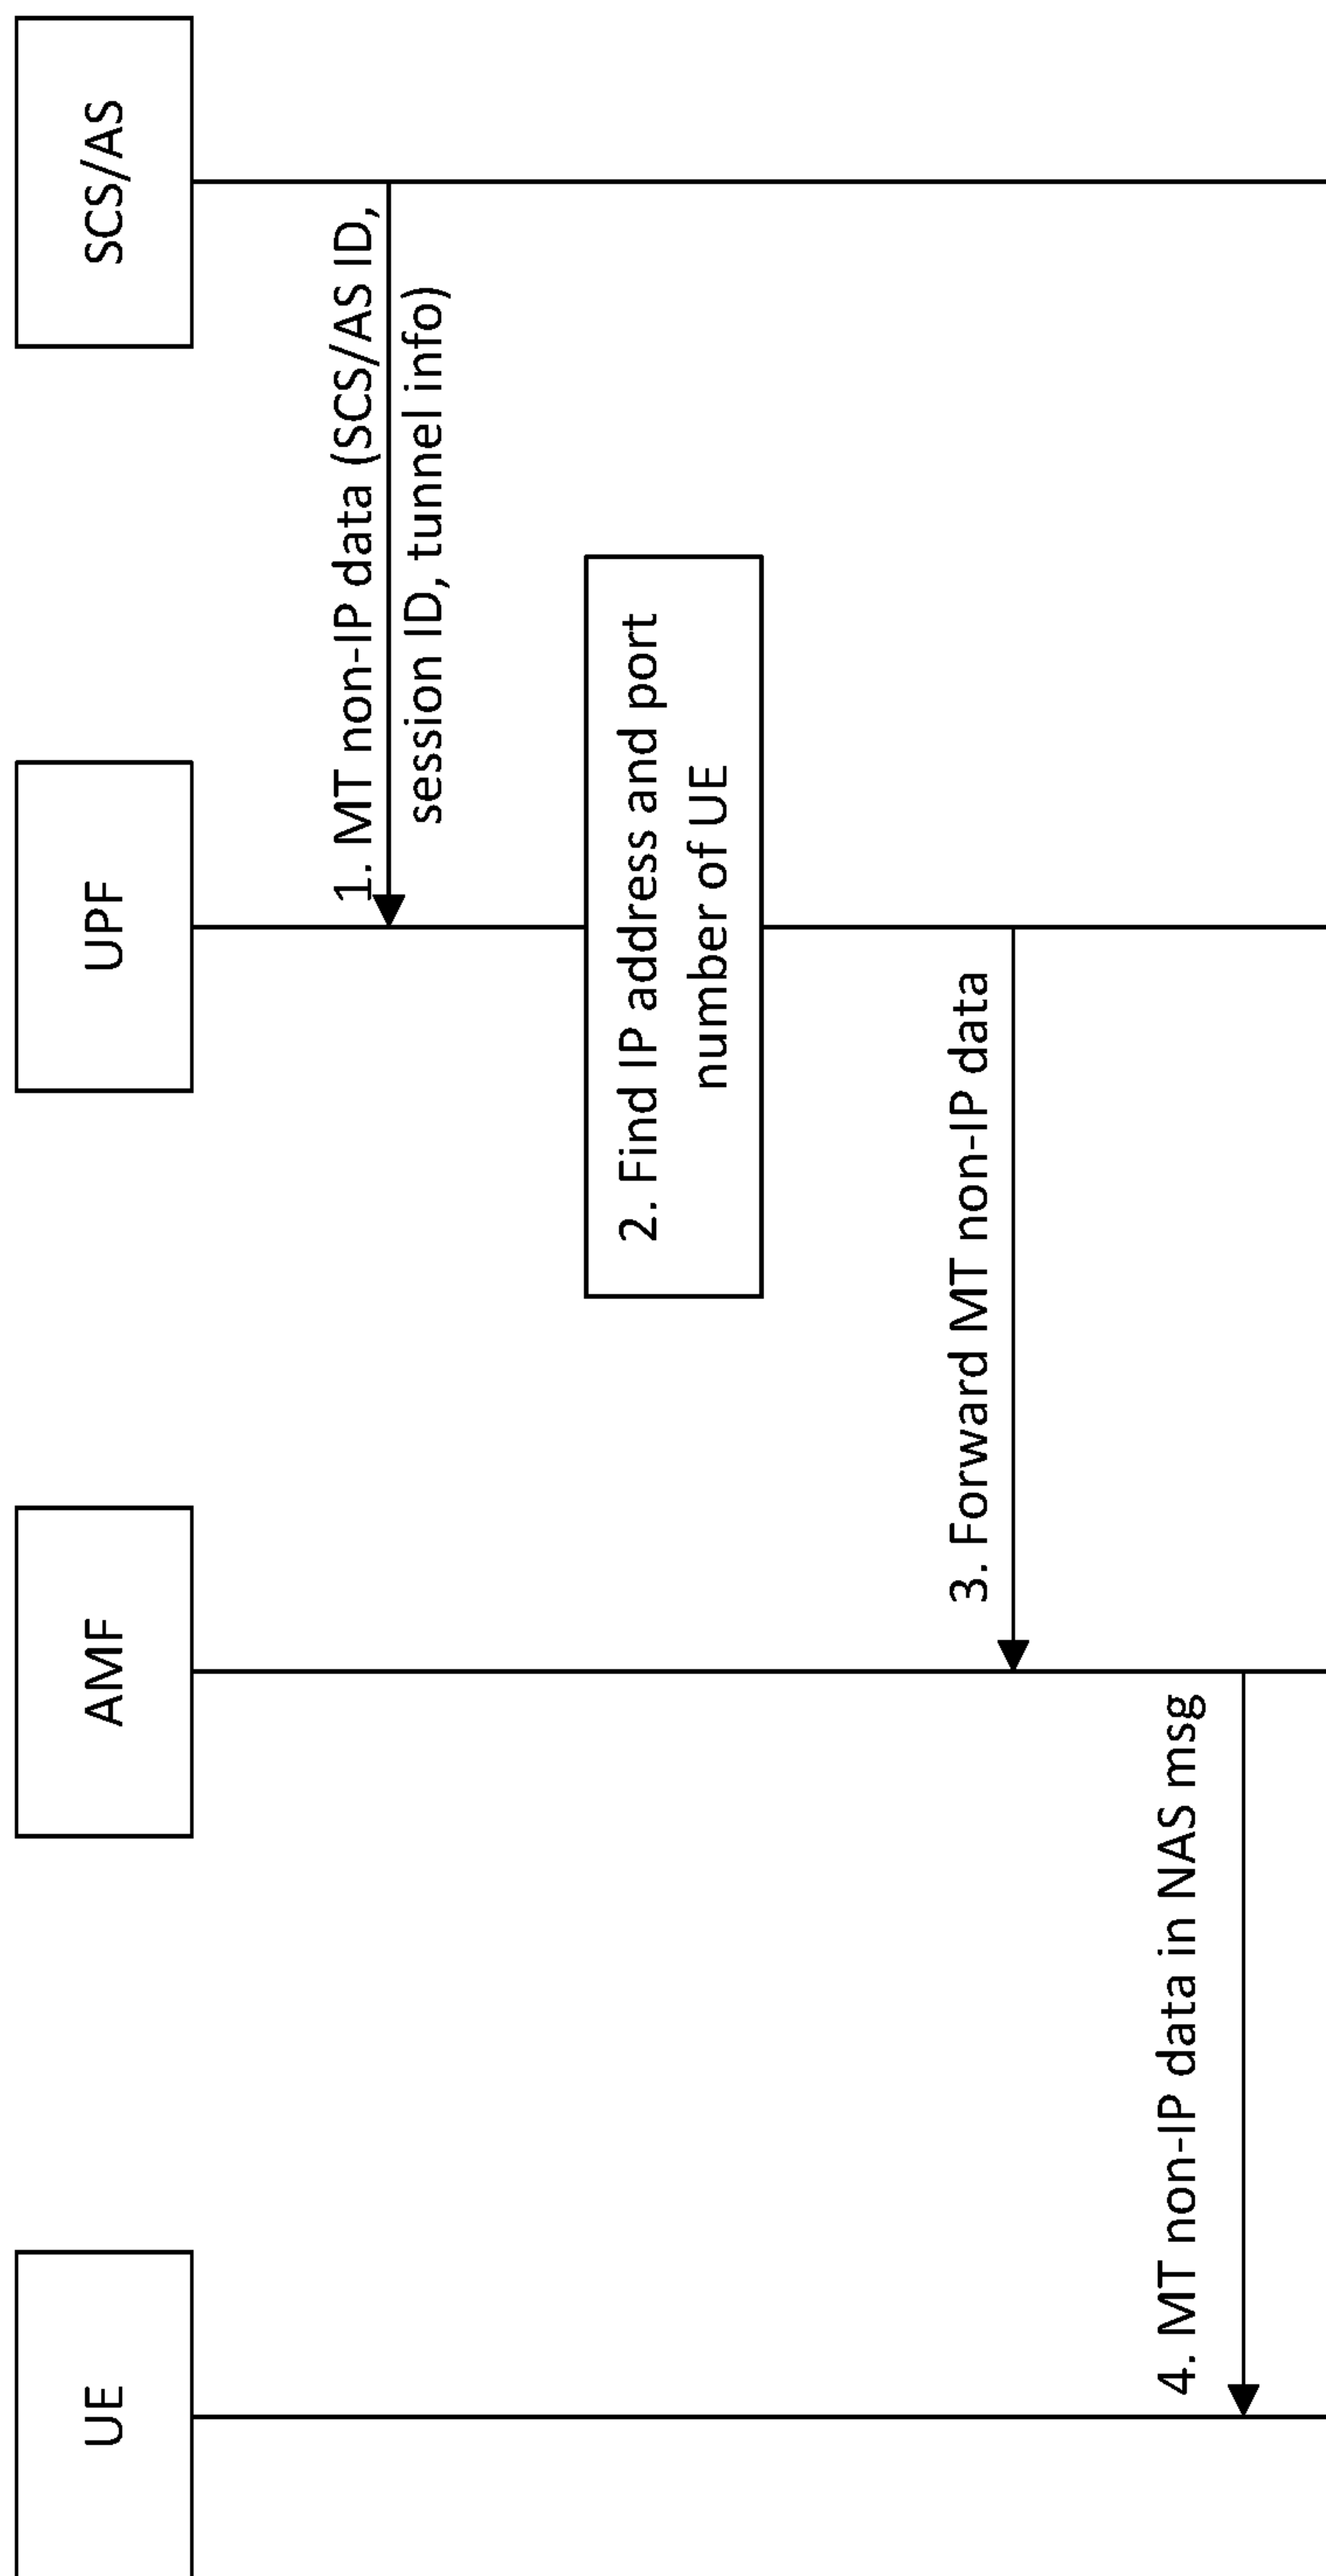 UE
AMF
UPF
SCS/AS
1. MT non-IP data (SCS/AS ID,
session ID, tunnel info)
2. Find IP address and port
number of UE
3. Forward MT non-IP data
4. MT non-IP data in NAS msg